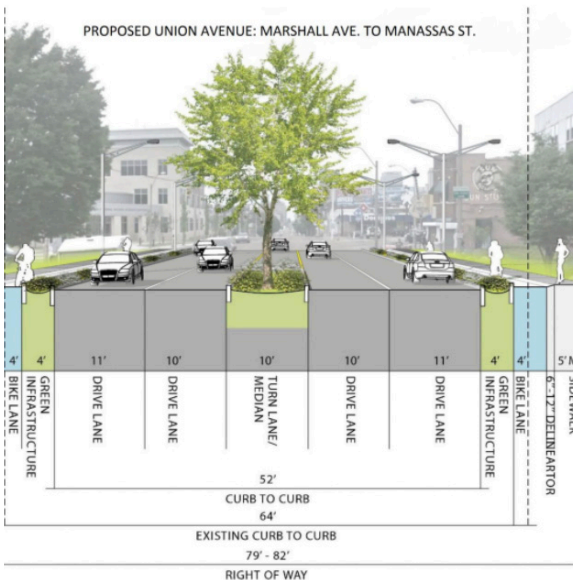 PROPOSED UNION AVENUE: MARSHALL AVE. TO MANASSAS ST.
4'
4'
11'
10'
10'
10'
11'
4'
4'
5' M
BIKE LANE
GREEN
INFRASTRUCTURE
DRIVE LANE
DRIVE LANE
TURN LANE/
MEDIAN
DRIVE LANE
DRIVE LANE
GREEN
INFRASTRUCTURE
BIKE LANE
6"-12" DELINEARTOR
SIDEWALK
52'
CURB TO CURB
64'
EXISTING CURB TO CURB
79' - 82'
RIGHT OF WAY